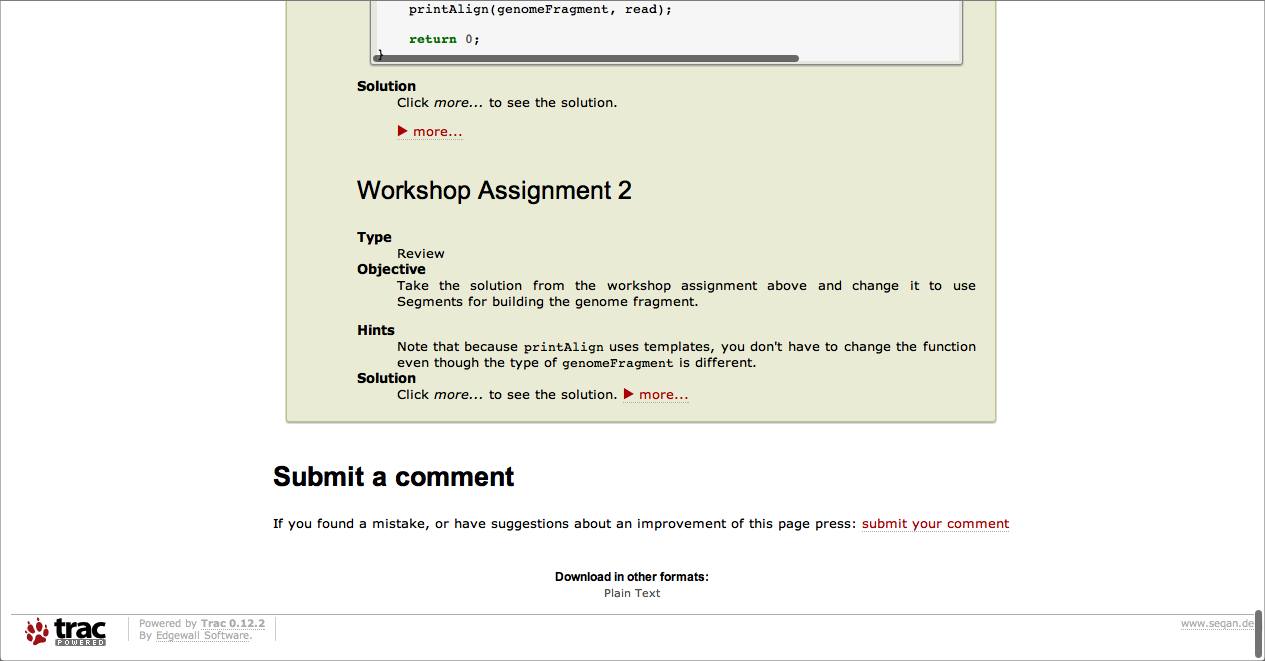 printAlign(genomeFragment, read);
return 0;
}
Solution
Click more... to see the solution.
more...
Workshop Assignment 2
Type
Review
Objective
Take the solution from the workshop assignment above and change it to use
Segments for building the genome fragment.
Hints
Note that because printAlign uses templates, you don't have to change the function
even though the type of genomeFragment is different.
Solution
Click more... to see the solution. more...
Submit a comment
If you found a mistake, or have suggestions about an improvement of this page press: submit your comment
Download in other formats:
Plain Text
trac
POWERED
Powered by Trac 0.12.2
By Edgewall Software.
www.seqan.de